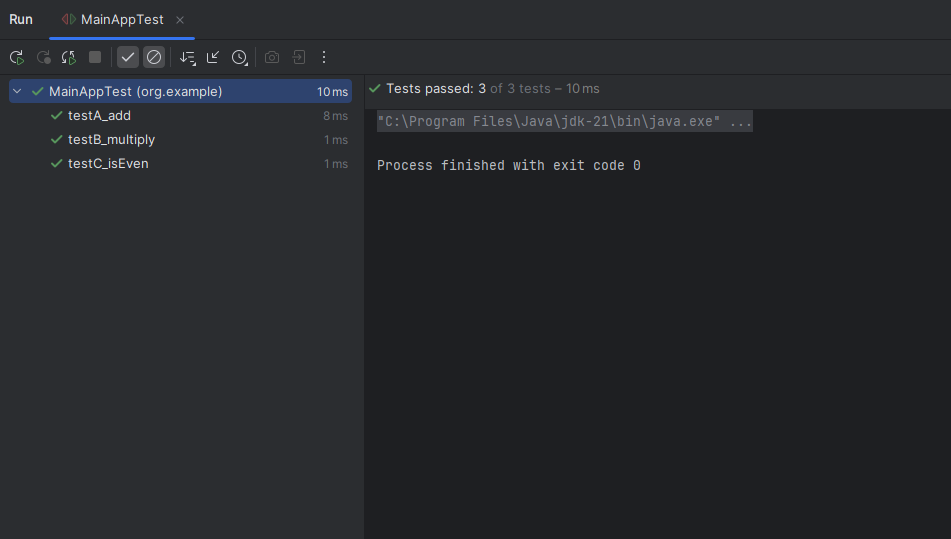 Run MainAppTest
MainAppTest (org.example) 10 ms
testA_add 8 ms
testB_multiply 1 ms
testC_isEven 1 ms
Tests passed: 3 of 3 tests – 10 ms
"C:\Program Files\Java\jdk-21\bin\java.exe" ...
Process finished with exit code 0